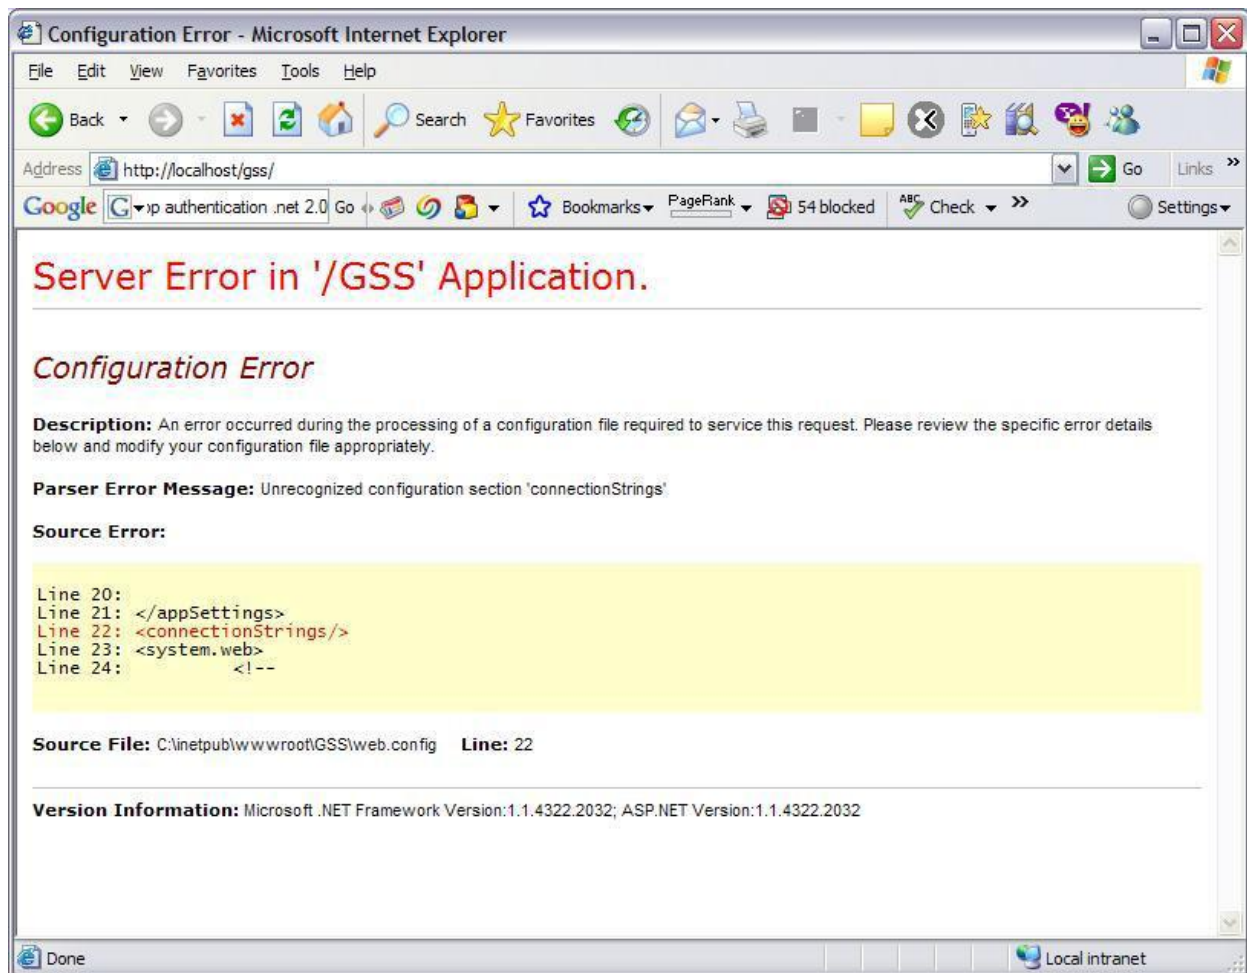 Configuration Error - Microsoft Internet Explorer
File Edit View Favorites Tools Help
Back Search Favorites
Address http://localhost/gss/ Go Links »
Google G p authentication .net 2.0 Go Bookmarks PageRank 54 blocked ABC Check » Settings
Server Error in '/GSS' Application.
Configuration Error
Description: An error occurred during the processing of a configuration file required to service this request. Please review the specific error details
below and modify your configuration file appropriately.
Parser Error Message: Unrecognized configuration section 'connectionStrings'
Source Error:
Line 20:
Line 21: </appSettings>
Line 22: <connectionStrings/>
Line 23: <system.web>
Line 24: <!--
Source File: C:\inetpub\wwwroot\GSS\web.config Line: 22
Version Information: Microsoft .NET Framework Version:1.1.4322.2032; ASP.NET Version:1.1.4322.2032
Done Local intranet